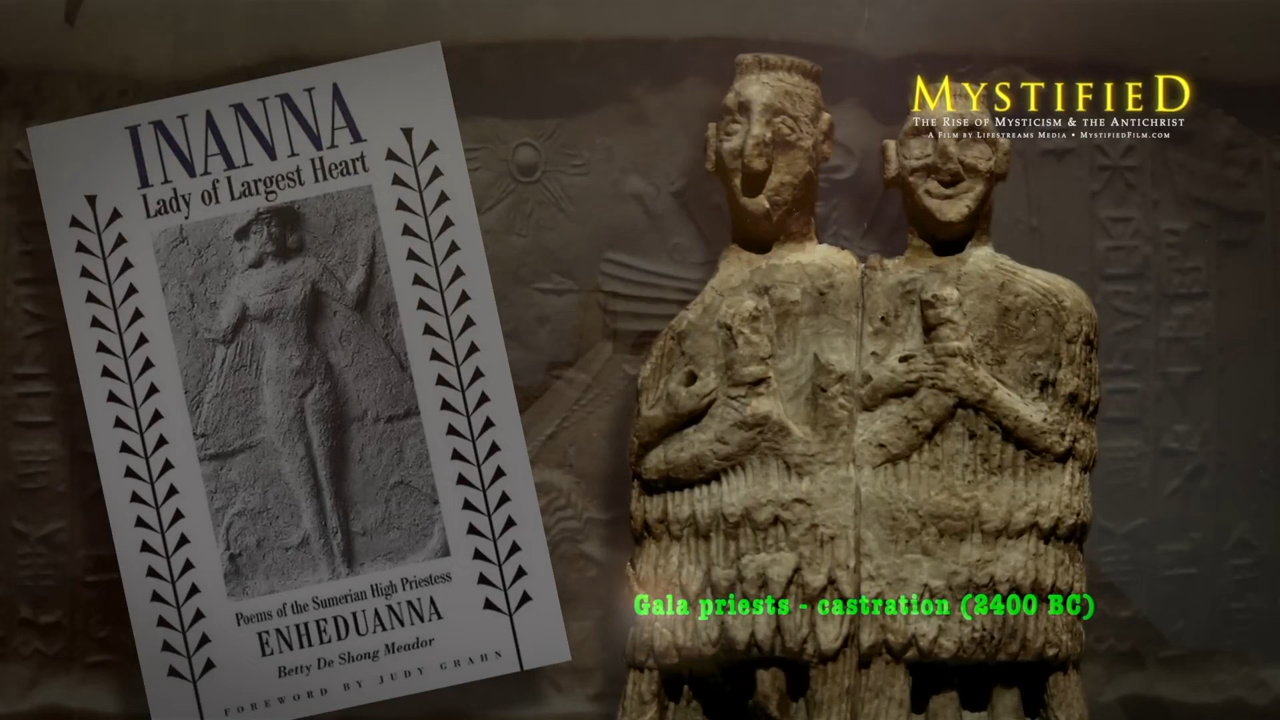 INANNA
Lady of Largest Heart
Poems of the Sumerian High Priestess
ENHEDUANNA
Betty De Shong Meador
FOREWORD BY JUDY GRAHN
MYSTIFIED
THE RISE OF MYSTICISM & THE ANTICHRIST
A FILM BY LIFESTREAMS MEDIA • MYSTIFIEDFILM.COM
Gala priests - castration (2400 BC)